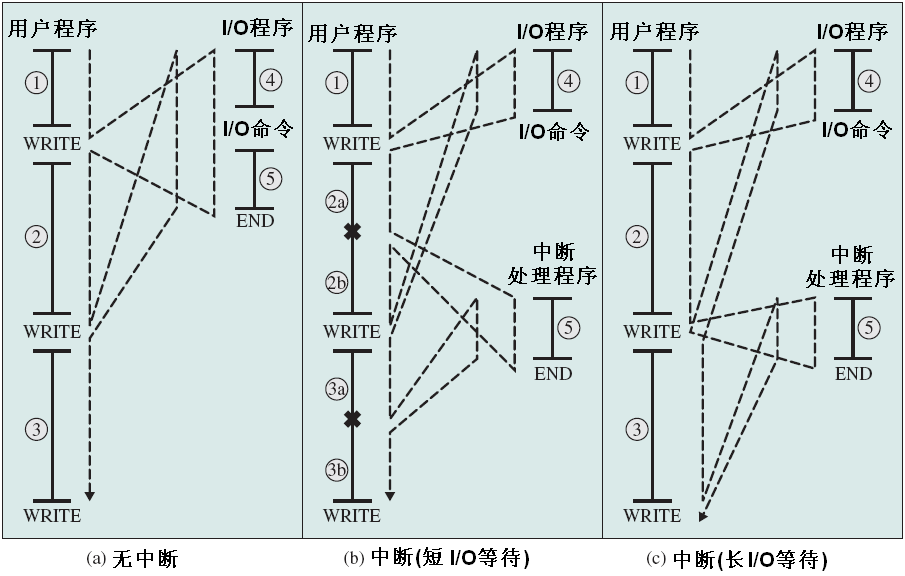 用户程序
I/O程序
①
④
WRITE
I/O命令
②
⑤
END
WRITE
③
WRITE
(a) 无中断
用户程序
I/O程序
①
④
WRITE
I/O命令
2a
中断
处理程序
2b
⑤
WRITE
END
3a
3b
WRITE
(b) 中断(短 I/O等待)
用户程序
I/O程序
①
④
WRITE
I/O命令
②
中断
处理程序
⑤
WRITE
END
③
WRITE
(c) 中断(长I/O等待)